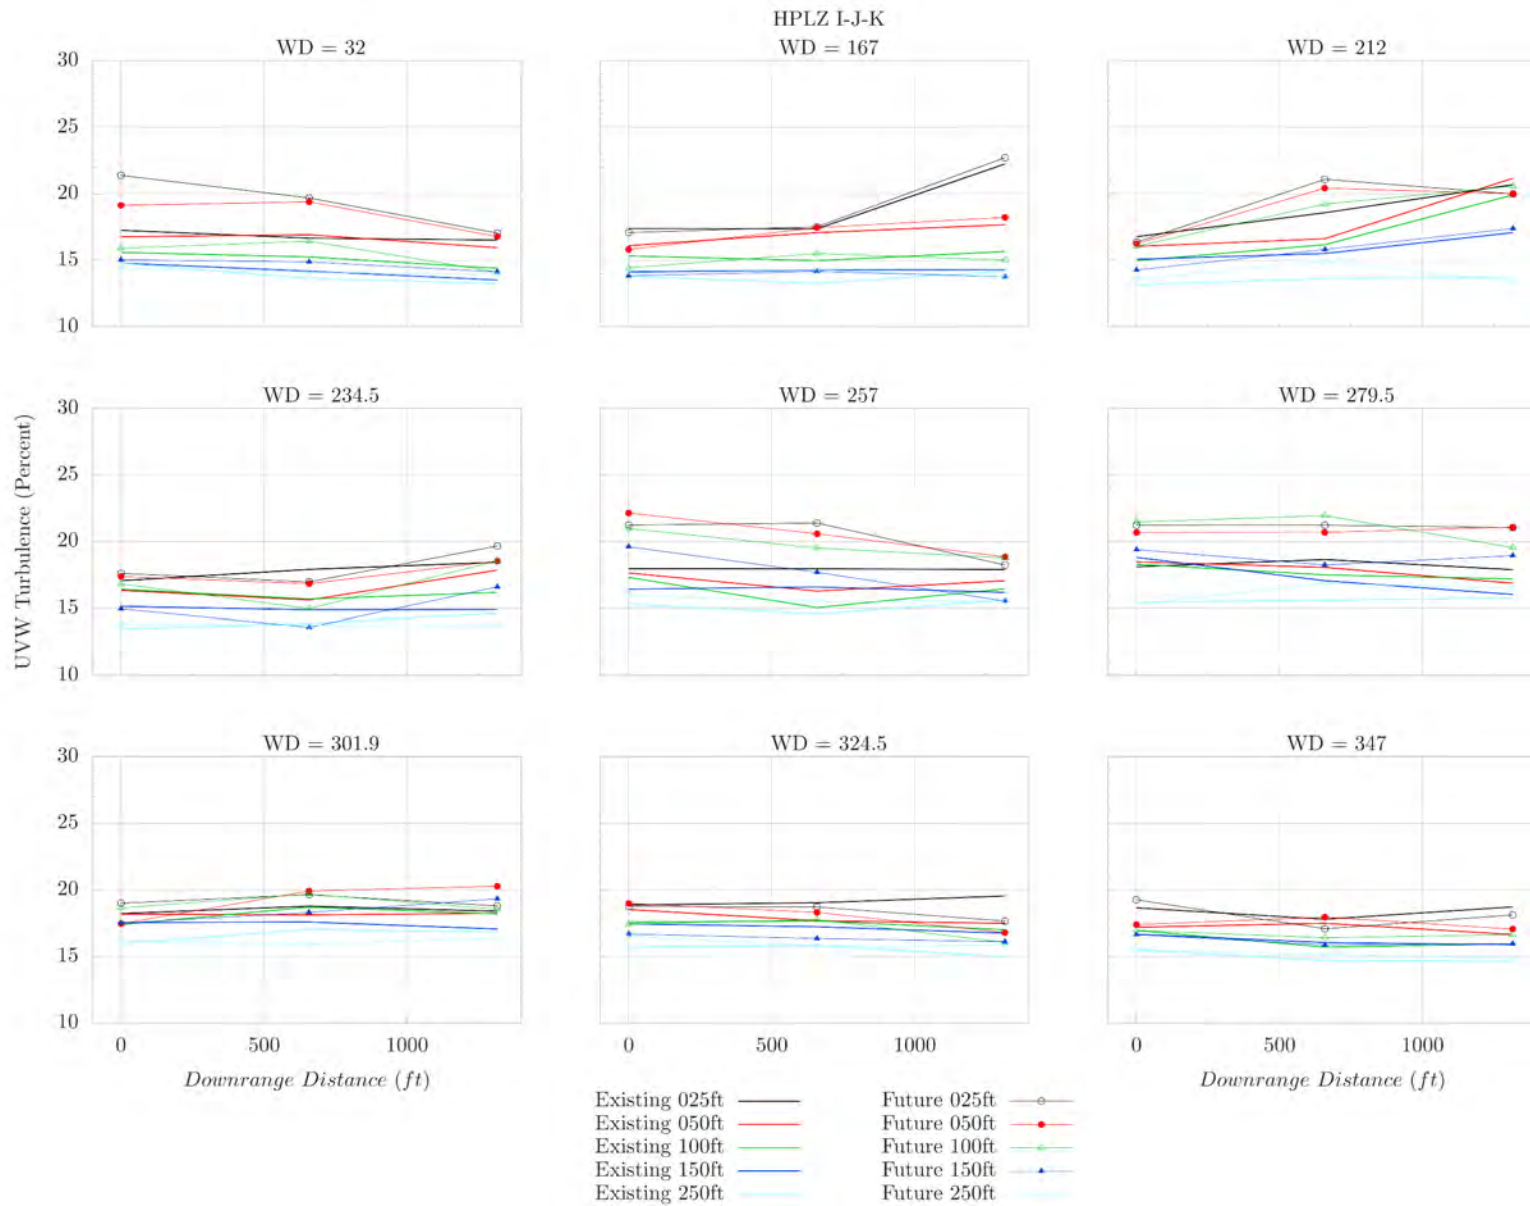 HPLZ I-J-K
WD = 32
WD = 167
WD = 212
30
25
20
15
10
WD = 234.5
WD = 257
WD = 279.5
30
25
20
15
10
UVW Turbulence (Percent)
WD = 301.9
WD = 324.5
WD = 347
30
25
20
15
10
0 500 1000
0 500 1000
0 500 1000
Downrange Distance (ft)
Downrange Distance (ft)
Existing 025ft
Existing 050ft
Existing 100ft
Existing 150ft
Existing 250ft
Future 025ft
Future 050ft
Future 100ft
Future 150ft
Future 250ft